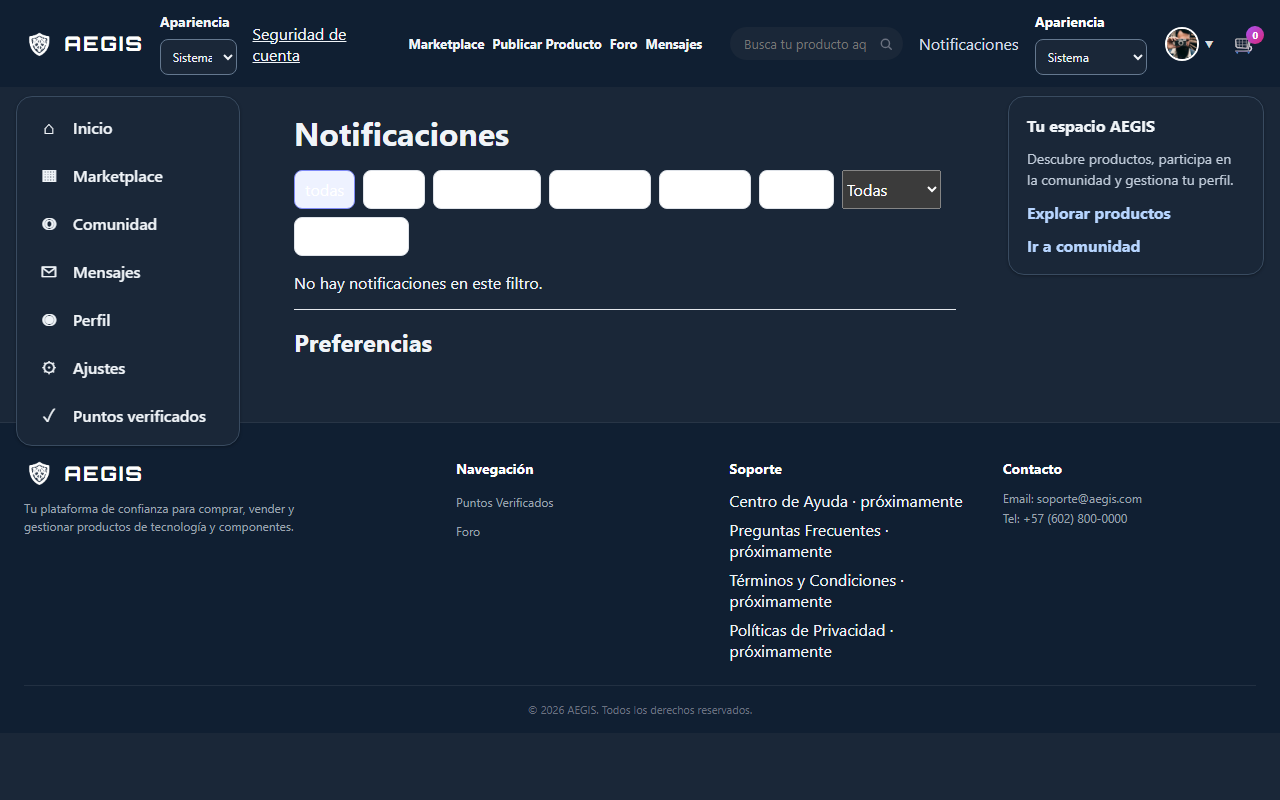 AEGIS
Apariencia
Sistema
Seguridad de
cuenta
Marketplace Publicar Producto Foro Mensajes
Busca tu producto aq
Notificaciones
Apariencia
Sistema
▼
0
⌂ Inicio
Marketplace
Comunidad
Mensajes
Perfil
Ajustes
✓ Puntos verificados
Notificaciones
todas
Todas
No hay notificaciones en este filtro.
Preferencias
Tu espacio AEGIS
Descubre productos, participa en
la comunidad y gestiona tu perfil.
Explorar productos
Ir a comunidad
AEGIS
Tu plataforma de confianza para comprar, vender y
gestionar productos de tecnología y componentes.
Navegación
Puntos Verificados
Foro
Soporte
Centro de Ayuda · próximamente
Preguntas Frecuentes ·
próximamente
Términos y Condiciones ·
próximamente
Políticas de Privacidad ·
próximamente
Contacto
Email: soporte@aegis.com
Tel: +57 (602) 800-0000
© 2026 AEGIS. Todos los derechos reservados.